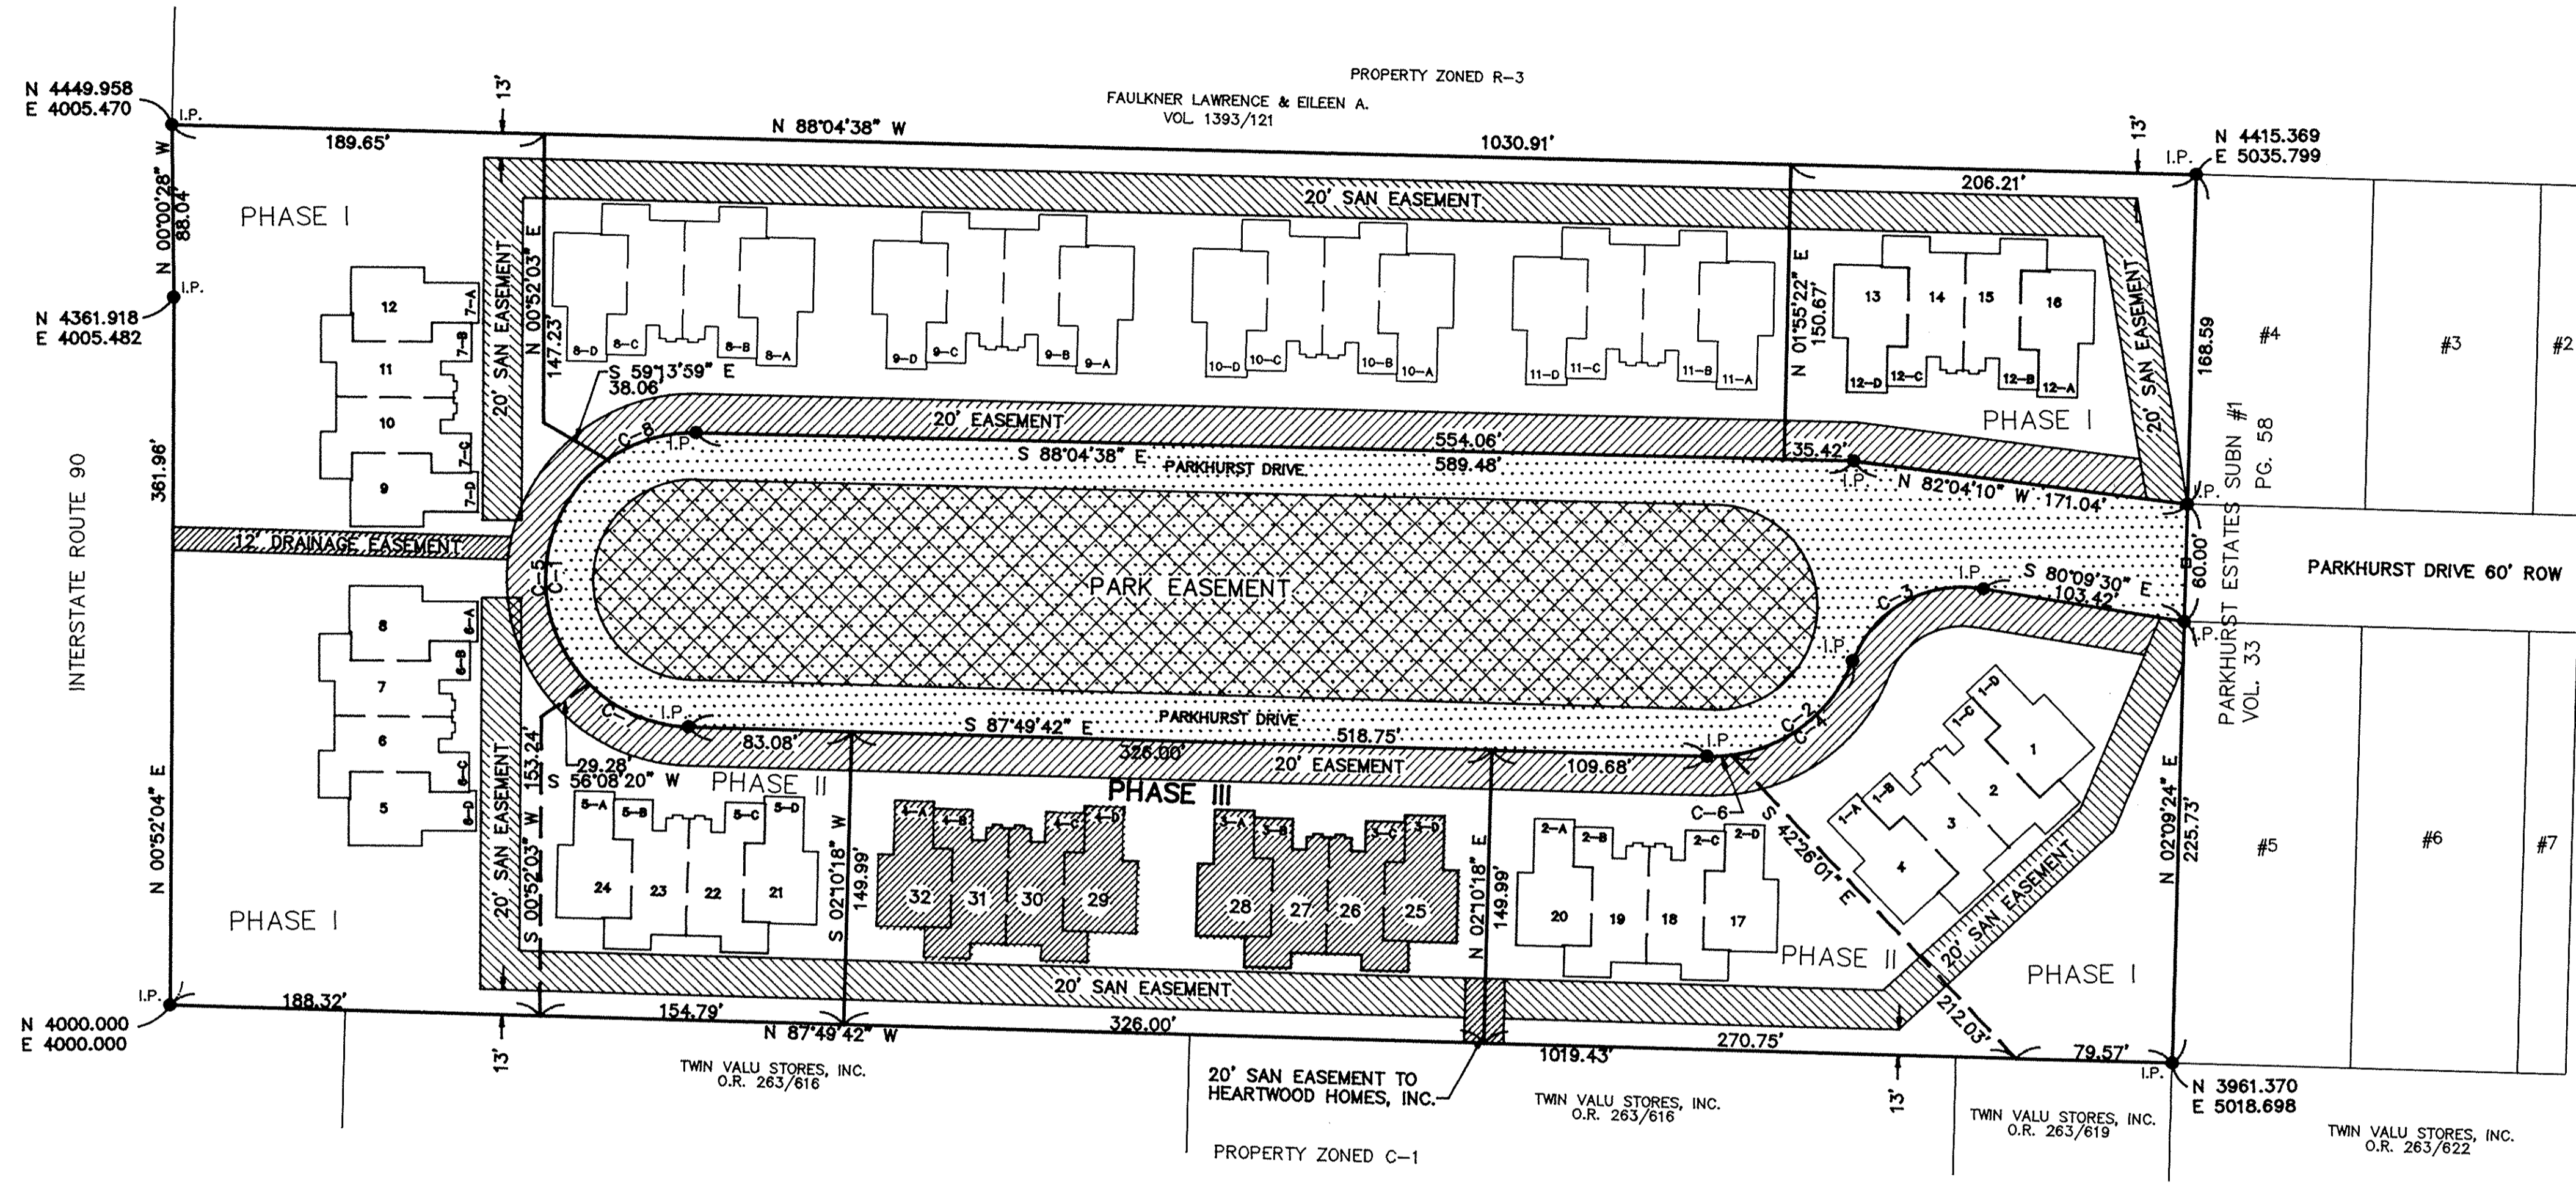 PROPERTY ZONED R-3
FAULKNER LAWRENCE & EILEEN A.
VOL. 1393/121
N 4449.958
E 4005.470
I.P.
13'
189.65'
N 88°04'38" W
1030.91'
13'
N 4415.369
E 5035.799
I.P.
206.21'
N 00°00'28" W
88.04'
PHASE I
20' SAN EASEMENT
20' SAN EASEMENT
N 00°52'03" E
147.23'
N 01°55'22" E
150.67'
20' SAN EASEMENT
168.59
N 4361.918
E 4005.482
I.P.
12
11
10
9
7-A
7-B
7-C
7-D
8-D
8-C
8-B
8-A
9-D
9-C
9-B
9-A
10-D
10-C
10-B
10-A
11-D
11-C
11-B
11-A
13
14
15
16
12-D
12-C
12-B
12-A
#4
#3
#2
S 59°13'59" E
38.06'
PHASE I
20' EASEMENT
C-8
I.P.
554.06'
S 88°04'38" E
PARKHURST DRIVE
589.48'
35.42'
I.P.
N 82°04'10" W
171.04'
I.P.
INTERSTATE ROUTE 90
361.96'
N 00°52'04" E
12' DRAINAGE EASEMENT
C-5
C-1
PARK EASEMENT
60.00'
PARKHURST ESTATES SUBN #1
VOL. 33
PG. 58
PARKHURST DRIVE 60' ROW
C-3
I.P.
S 80°09'30" E
103.42'
I.P.
I.P.
8
7
6
5
6-A
6-B
6-C
6-D
I.P.
83.08'
S 87°49'42" E
PARKHURST DRIVE
326.00'
518.75'
20' EASEMENT
109.68'
I.P.
C-2
C-4
C-6
29.28'
S 56°08'20" W
PHASE II
PHASE III
20' SAN EASEMENT
S 00°52'03" W
153.24'
5-A
5-B
5-C
5-D
24
23
22
21
S 02°10'18" W
149.99'
4-A
4-B
4-C
4-D
32
31
30
29
3-A
3-B
3-C
3-D
28
27
26
25
N 02°10'18" E
149.99'
2-A
2-B
2-C
2-D
20
19
18
17
PHASE II
S 42°26'01" E
212.03'
1-A
1-B
1-C
1-D
1
2
3
4
20' SAN EASEMENT
N 02°09'24" E
225.73'
#5
#6
#7
PHASE I
PHASE I
I.P.
N 4000.000
E 4000.000
188.32'
13'
154.79'
N 87°49'42" W
20' SAN EASEMENT
326.00'
1019.43'
270.75'
13'
79.57'
I.P.
N 3961.370
E 5018.698
TWIN VALU STORES, INC.
O.R. 263/616
20' SAN EASEMENT TO
HEARTWOOD HOMES, INC.
TWIN VALU STORES, INC.
O.R. 263/616
TWIN VALU STORES, INC.
O.R. 263/619
TWIN VALU STORES, INC.
O.R. 263/622
PROPERTY ZONED C-1